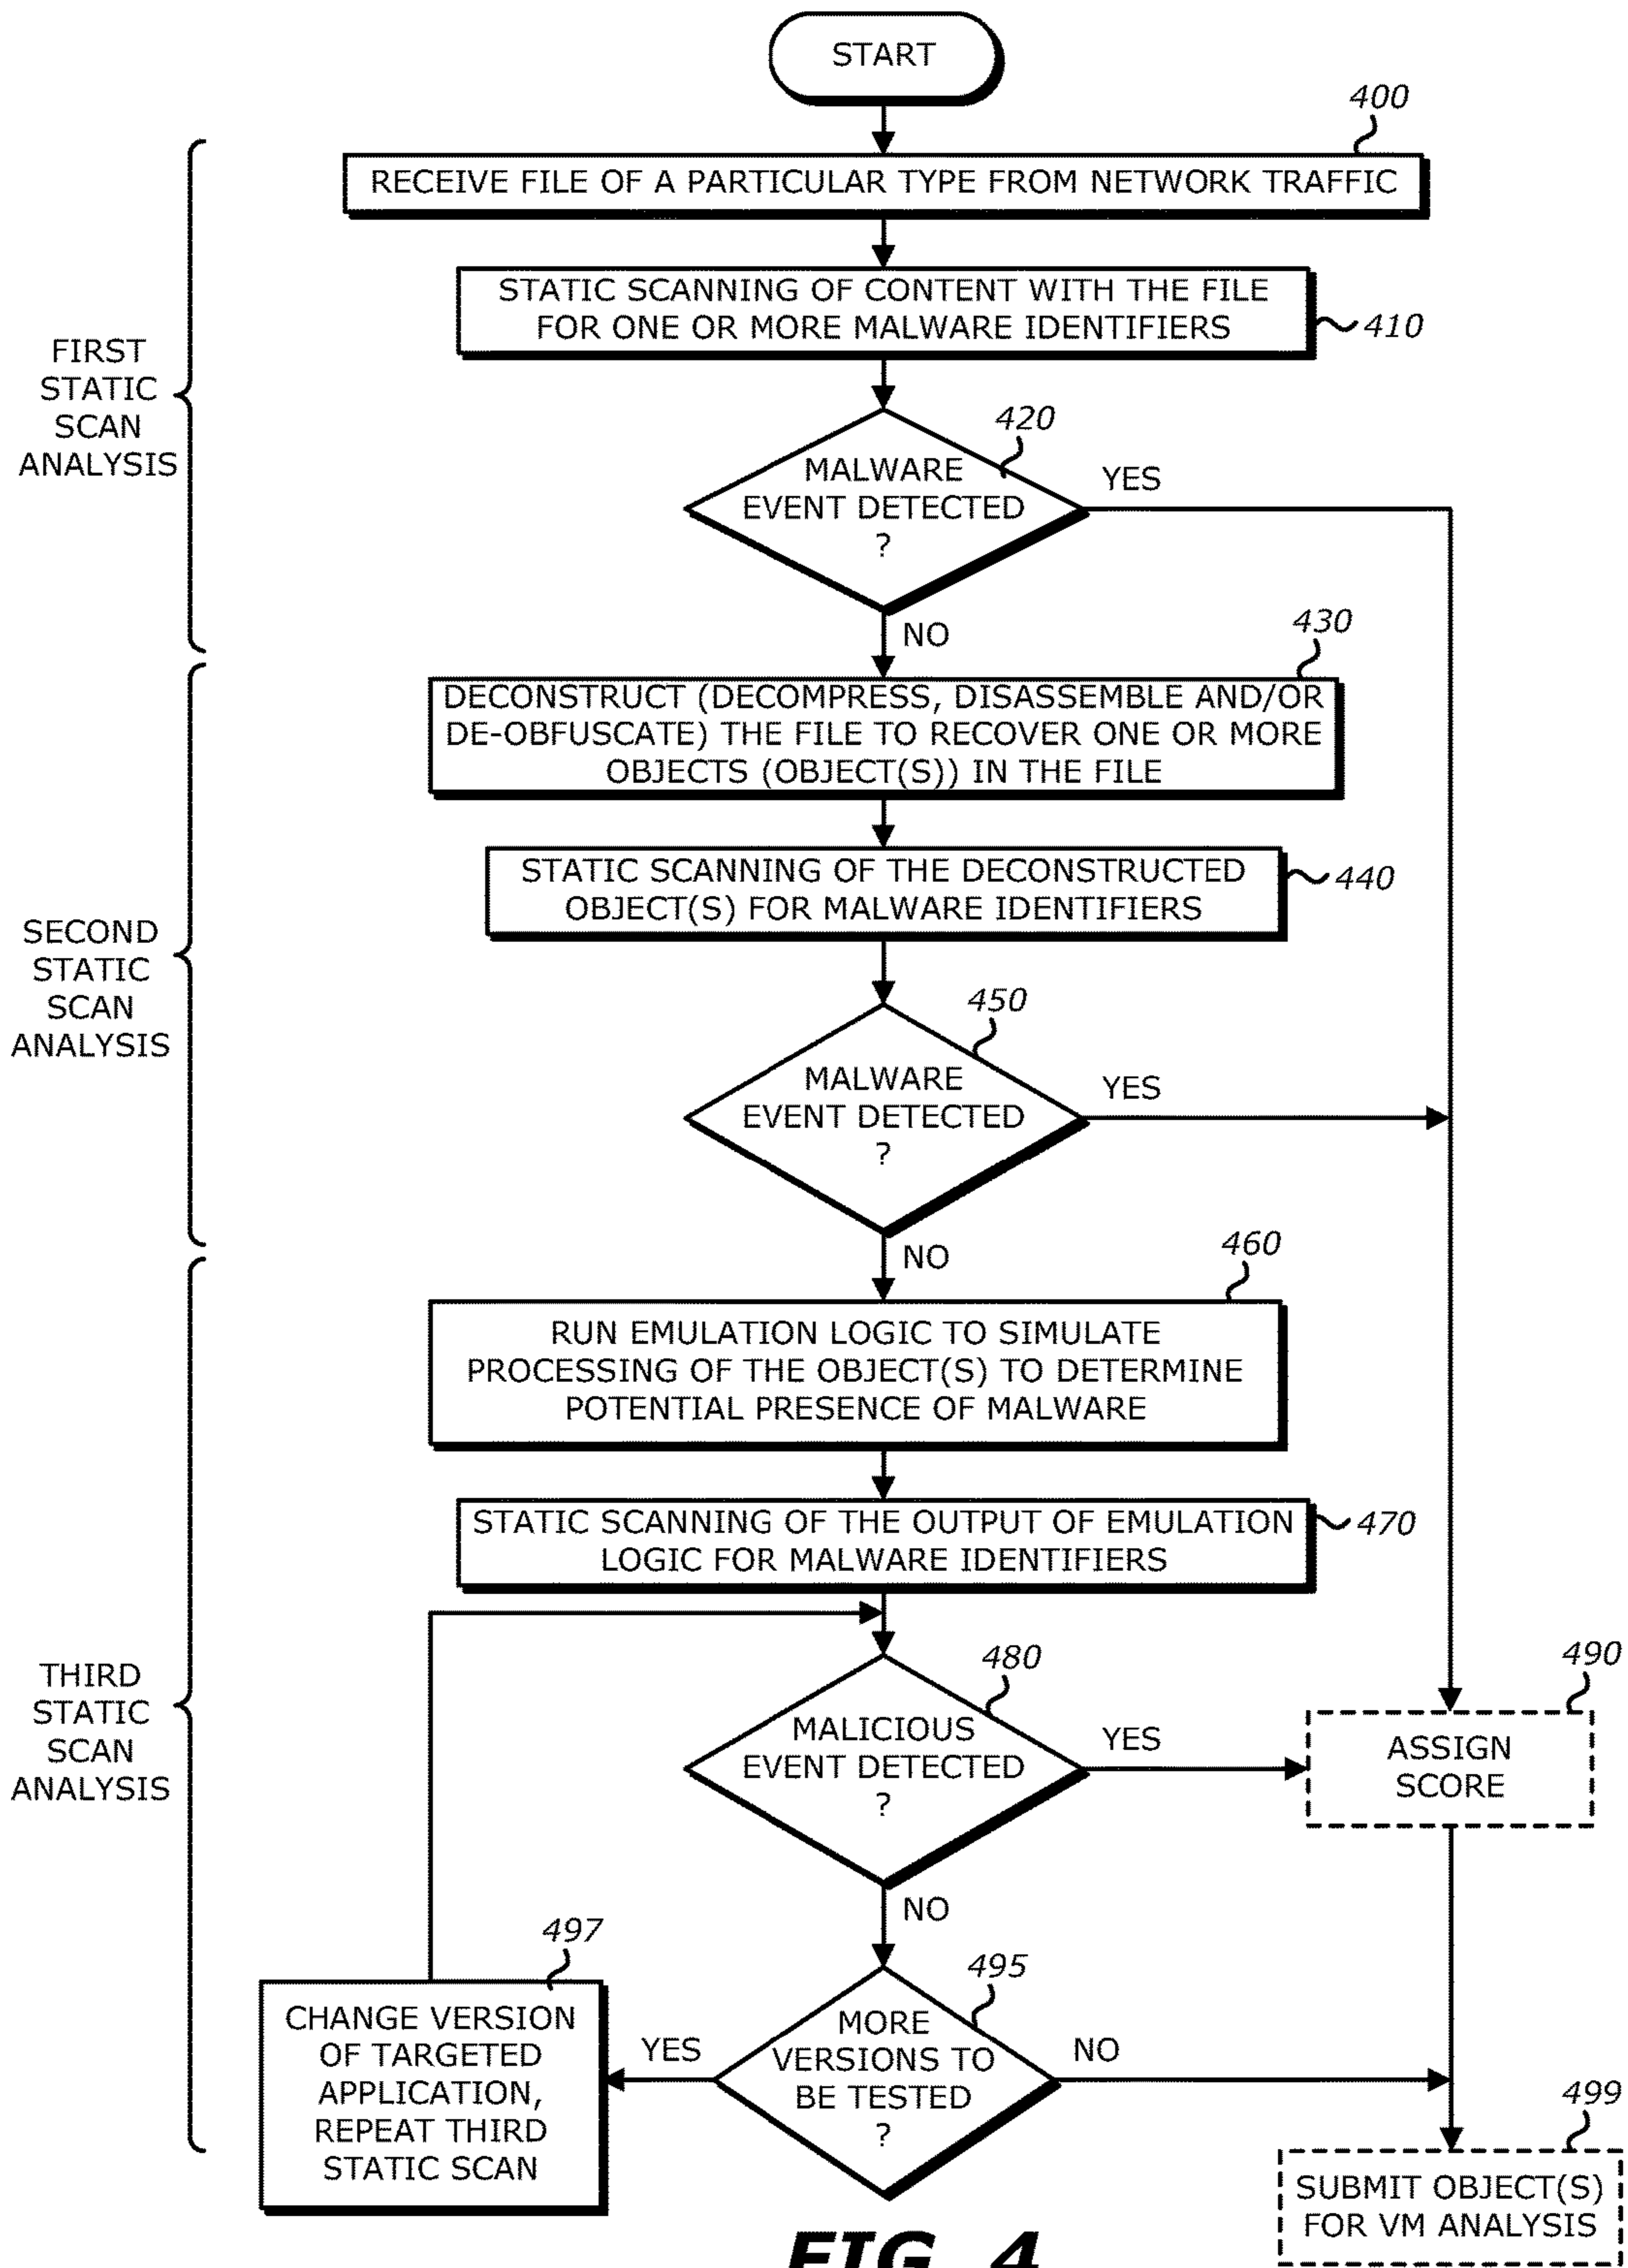 START
400
RECEIVE FILE OF A PARTICULAR TYPE FROM NETWORK TRAFFIC
STATIC SCANNING OF CONTENT WITH THE FILE
FOR ONE OR MORE MALWARE IDENTIFIERS
410
FIRST
STATIC
SCAN
ANALYSIS
420
MALWARE
EVENT DETECTED
?
YES
NO
430
DECONSTRUCT (DECOMPRESS, DISASSEMBLE AND/OR
DE-OBFUSCATE) THE FILE TO RECOVER ONE OR MORE
OBJECTS (OBJECT(S)) IN THE FILE
STATIC SCANNING OF THE DECONSTRUCTED
OBJECT(S) FOR MALWARE IDENTIFIERS
440
SECOND
STATIC
SCAN
ANALYSIS
450
MALWARE
EVENT DETECTED
?
YES
NO
460
RUN EMULATION LOGIC TO SIMULATE
PROCESSING OF THE OBJECT(S) TO DETERMINE
POTENTIAL PRESENCE OF MALWARE
STATIC SCANNING OF THE OUTPUT OF EMULATION
LOGIC FOR MALWARE IDENTIFIERS
470
THIRD
STATIC
SCAN
ANALYSIS
480
MALICIOUS
EVENT DETECTED
?
YES
490
ASSIGN
SCORE
NO
497
CHANGE VERSION
OF TARGETED
APPLICATION,
REPEAT THIRD
STATIC SCAN
YES
495
MORE
VERSIONS TO
BE TESTED
?
NO
499
SUBMIT OBJECT(S)
FOR VM ANALYSIS
FIG. 4